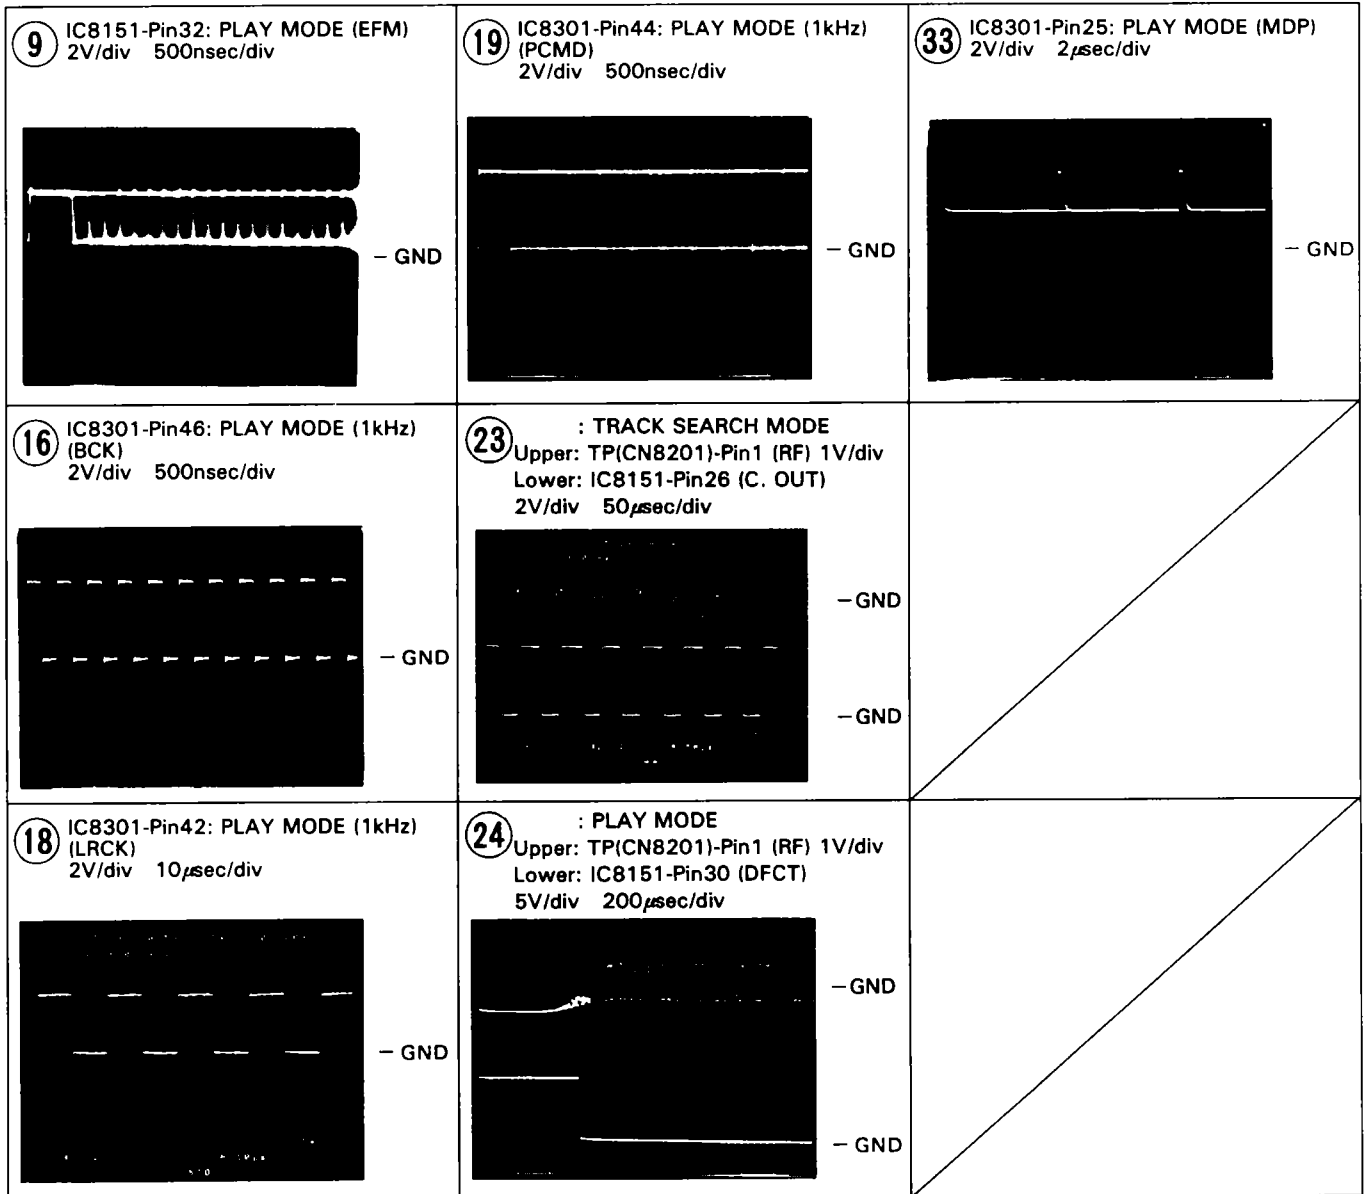 9 IC8151-Pin32: PLAY MODE (EFM)
2V/div 500nsec/div
– GND
19 IC8301-Pin44: PLAY MODE (1kHz)
(PCMD)
2V/div 500nsec/div
– GND
33 IC8301-Pin25: PLAY MODE (MDP)
2V/div 2µsec/div
– GND
16 IC8301-Pin46: PLAY MODE (1kHz)
(BCK)
2V/div 500nsec/div
– GND
23 : TRACK SEARCH MODE
Upper: TP(CN8201)-Pin1 (RF) 1V/div
Lower: IC8151-Pin26 (C. OUT)
2V/div 50µsec/div
– GND
– GND
18 IC8301-Pin42: PLAY MODE (1kHz)
(LRCK)
2V/div 10µsec/div
– GND
24 : PLAY MODE
Upper: TP(CN8201)-Pin1 (RF) 1V/div
Lower: IC8151-Pin30 (DFCT)
5V/div 200µsec/div
– GND
– GND